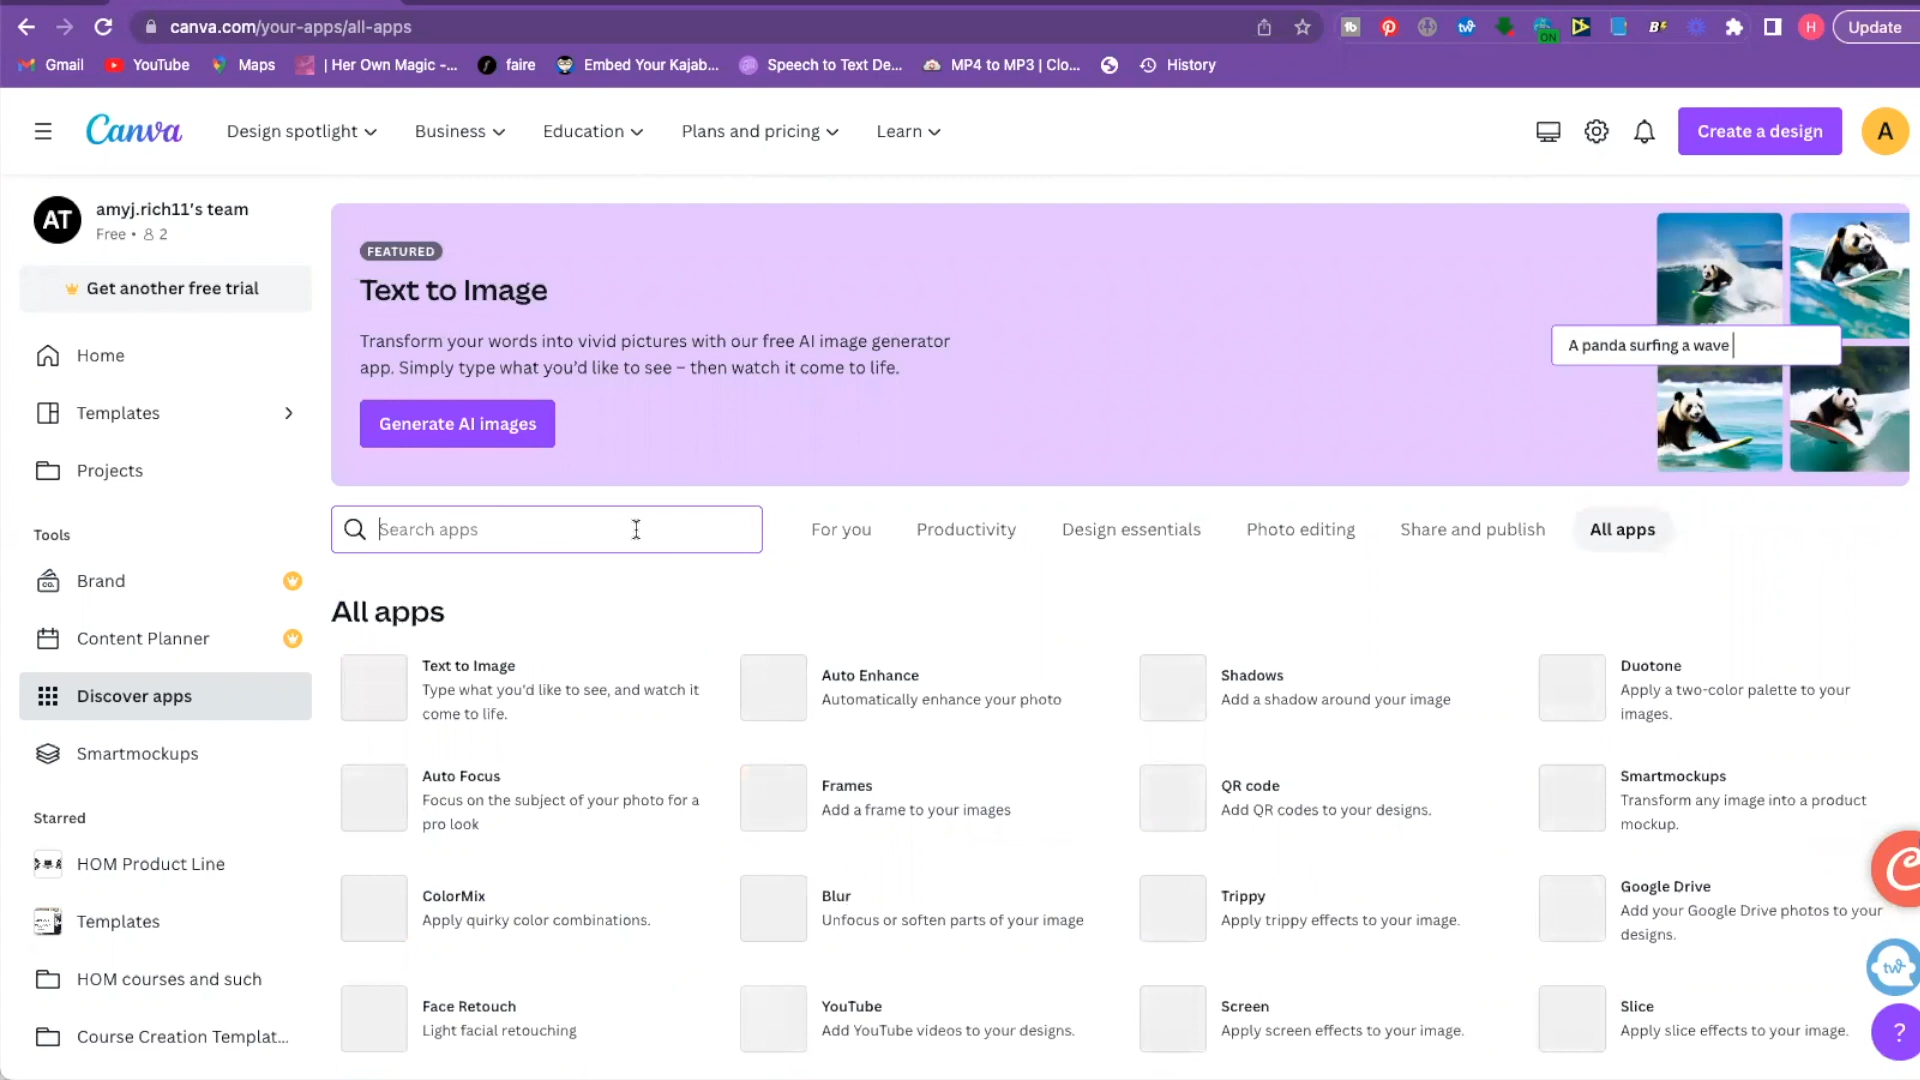 canva.com/your-apps/all-apps
H
Update
ON
Gmail
YouTube
Maps
| Her Own Magic -...
faire
Embed Your Kajab...
Speech to Text De...
MP4 to MP3 | Clo...
History
Canva
Design spotlight
Business
Education
Plans and pricing
Learn
Create a design
A
AT
amyj.rich11's team
Free • 2
Get another free trial
Home
Templates
Projects
Tools
Brand
Content Planner
Discover apps
Smartmockups
Starred
HOM Product Line
Templates
HOM courses and such
Course Creation Templat...
FEATURED
Text to Image
Transform your words into vivid pictures with our free AI image generator
app. Simply type what you'd like to see – then watch it come to life.
Generate AI images
A panda surfing a wave
Search apps
For you
Productivity
Design essentials
Photo editing
Share and publish
All apps
All apps
Text to Image
Type what you'd like to see, and watch it
come to life.
Auto Enhance
Automatically enhance your photo
Shadows
Add a shadow around your image
Duotone
Apply a two-color palette to your
images.
Auto Focus
Focus on the subject of your photo for a
pro look
Frames
Add a frame to your images
QR code
Add QR codes to your designs.
Smartmockups
Transform any image into a product
mockup.
ColorMix
Apply quirky color combinations.
Blur
Unfocus or soften parts of your image
Trippy
Apply trippy effects to your image.
Google Drive
Add your Google Drive photos to your
designs.
Face Retouch
Light facial retouching
YouTube
Add YouTube videos to your designs.
Screen
Apply screen effects to your image.
Slice
Apply slice effects to your image.
tw
?